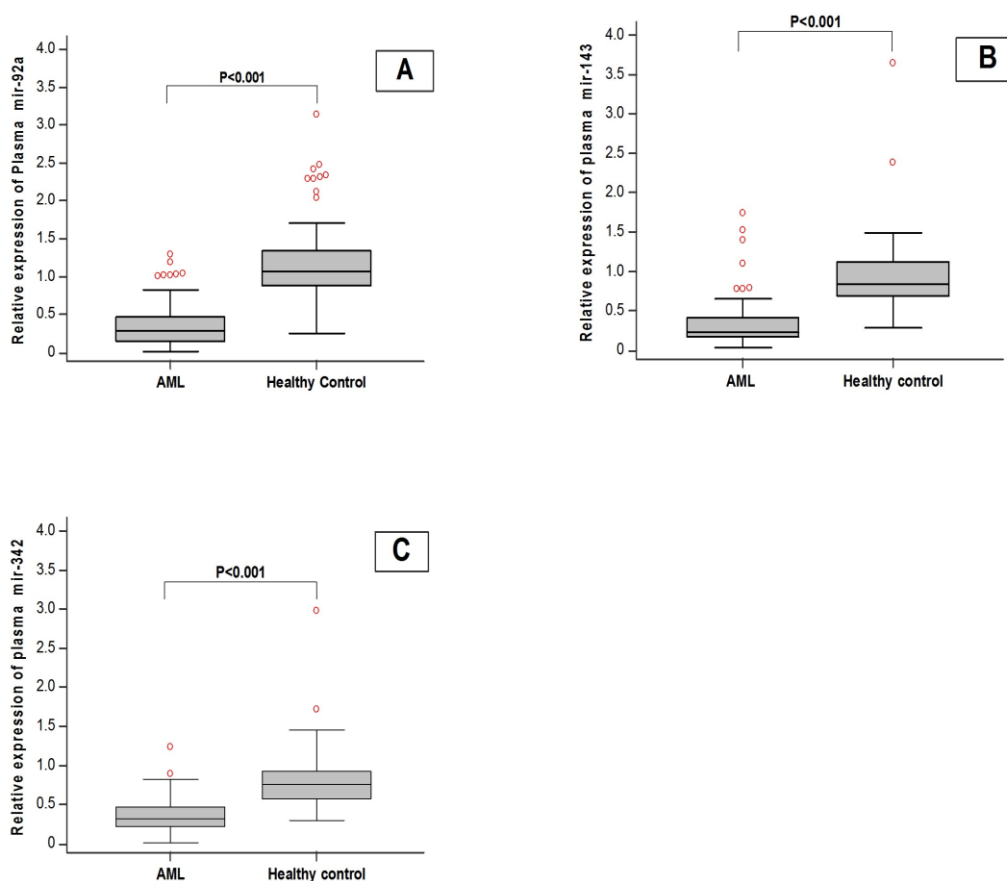 A
P<0.001
Relative expression of Plasma mir-92a
4.0
3.5
3.0
2.5
2.0
1.5
1.0
0.5
0
AML Healthy Control
B
P<0.001
Relative expression of plasma mir-143
4.0
3.5
3.0
2.5
2.0
1.5
1.0
0.5
0
AML Healthy control
C
P<0.001
Relative expression of plasma mir-342
4.0
3.5
3.0
2.5
2.0
1.5
1.0
0.5
0
AML Healthy control